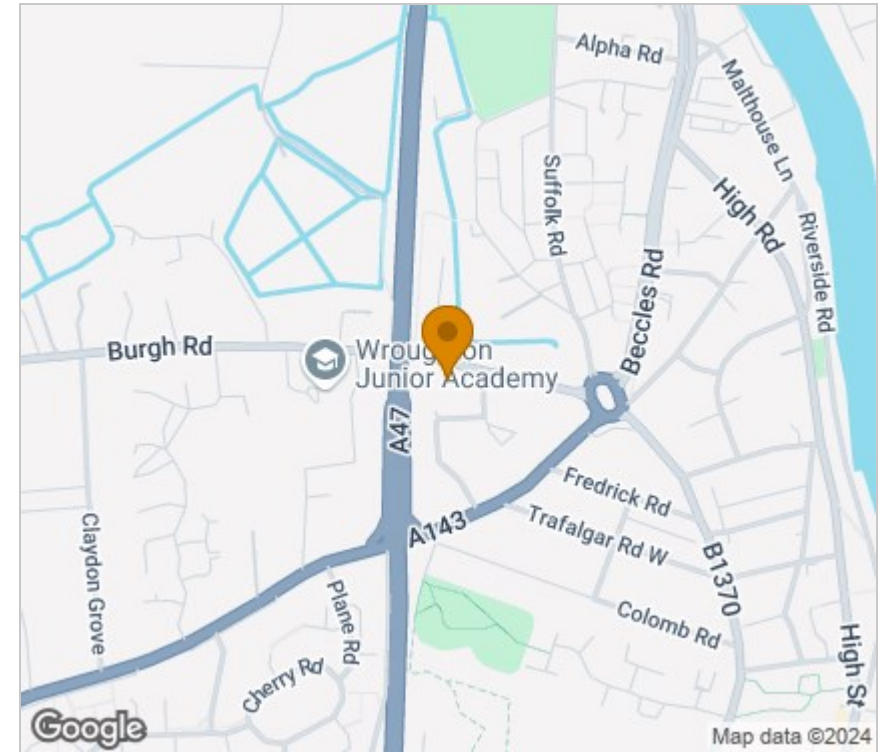 Alpha Rd
Malthouse Ln
Suffolk Rd
High Rd
Riverside Rd
Beccles Rd
Burgh Rd
Wroughton
Junior Academy
A47
Fredrick Rd
A143
Trafalgar Rd W
Claydon Grove
B1370
Plane Rd
Colomb Rd
Cherry Rd
High St
Google
Map data ©2024